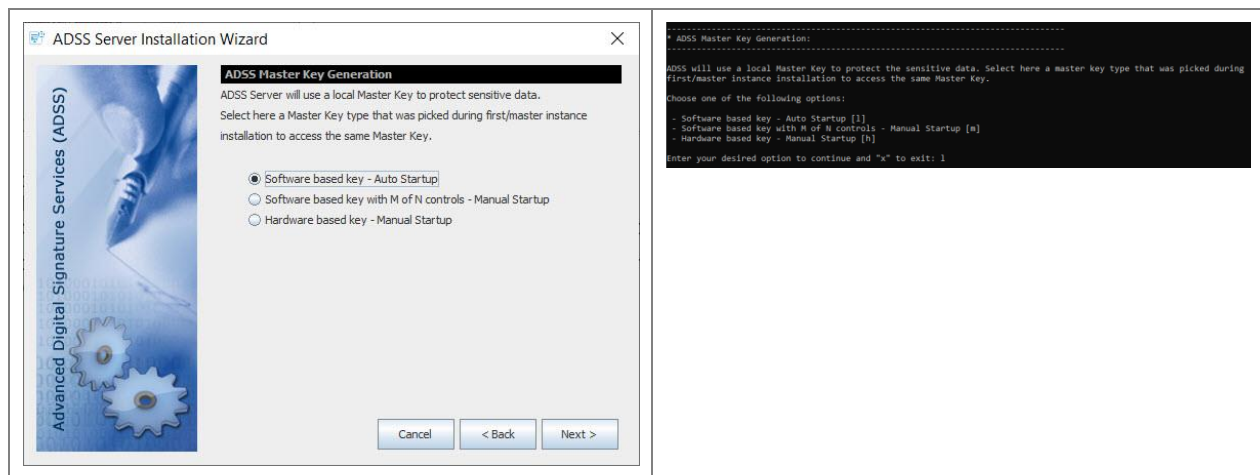 ADSS Server Installation Wizard
Advanced Digital Signature Services (ADSS)
ADSS Master Key Generation
ADSS Server will use a local Master Key to protect sensitive data.
Select here a Master Key type that was picked during first/master instance
installation to access the same Master Key.
Software based key - Auto Startup
Software based key with M of N controls - Manual Startup
Hardware based key - Manual Startup
Cancel
< Back
Next >
--------------------------------------------------------------------------------
* ADSS Master Key Generation:
--------------------------------------------------------------------------------
ADSS will use a local Master Key to protect the sensitive data. Select here a master key type that was picked during
first/master instance installation to access the same Master Key.
Choose one of the following options:
- Software based key - Auto Startup [l]
- Software based key with M of N controls - Manual Startup [m]
- Hardware based key - Manual Startup [h]
Enter your desired option to continue and "x" to exit: l